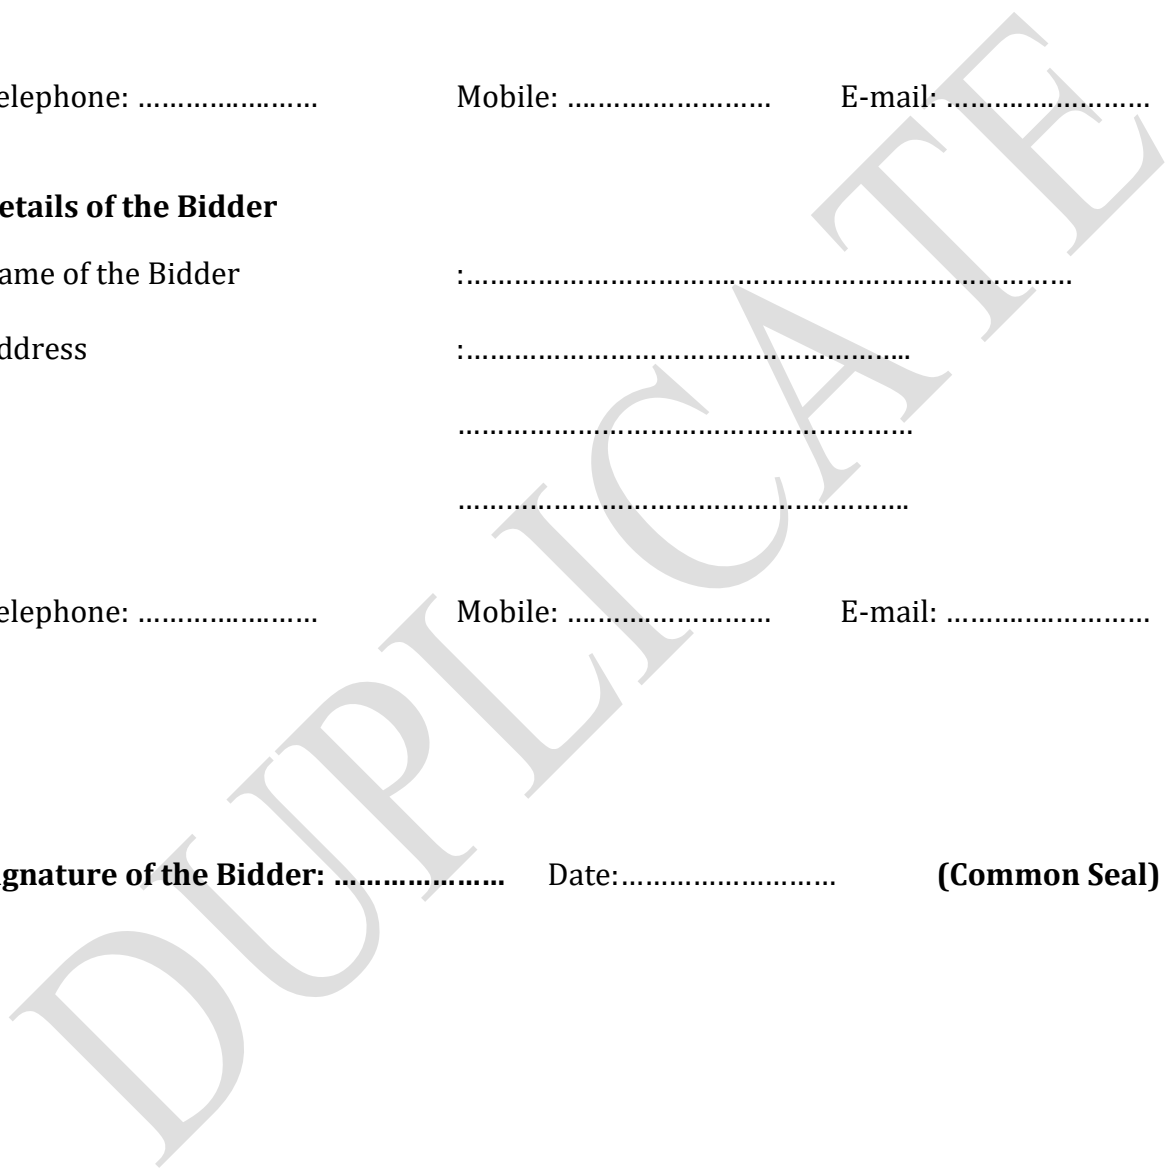 elephone: ........................ Mobile: ........................... E-mail: ...........................
etails of the Bidder
ame of the Bidder :................................................................................
ddress :..........................................................
............................................................
............................................................
elephone: ........................ Mobile: ........................... E-mail: ...........................
ignature of the Bidder: ..................... Date:........................... (Common Seal)
DUPLICATE